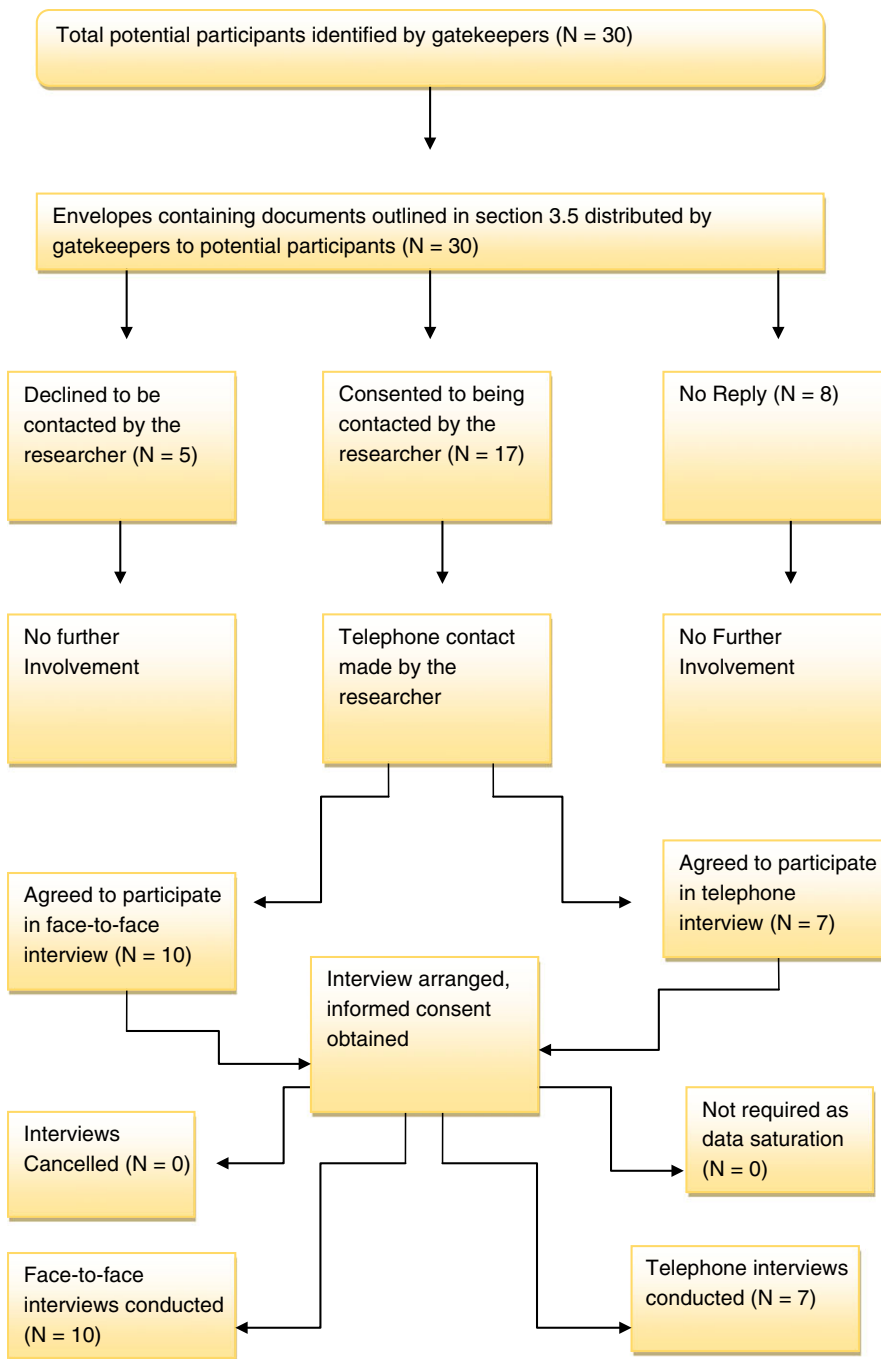 Total potential participants identified by gatekeepers (N = 30)
Envelopes containing documents outlined in section 3.5 distributed by
gatekeepers to potential participants (N = 30)
Declined to be
contacted by the
researcher (N = 5)
Consented to being
contacted by the
researcher (N = 17)
No Reply (N = 8)
No further
Involvement
Telephone contact
made by the
researcher
No Further
Involvement
Agreed to participate
in face-to-face
interview (N = 10)
Agreed to participate
in telephone
interview (N = 7)
Interview arranged,
informed consent
obtained
Interviews
Cancelled (N = 0)
Not required as
data saturation
(N = 0)
Face-to-face
interviews conducted
(N = 10)
Telephone interviews
conducted (N = 7)